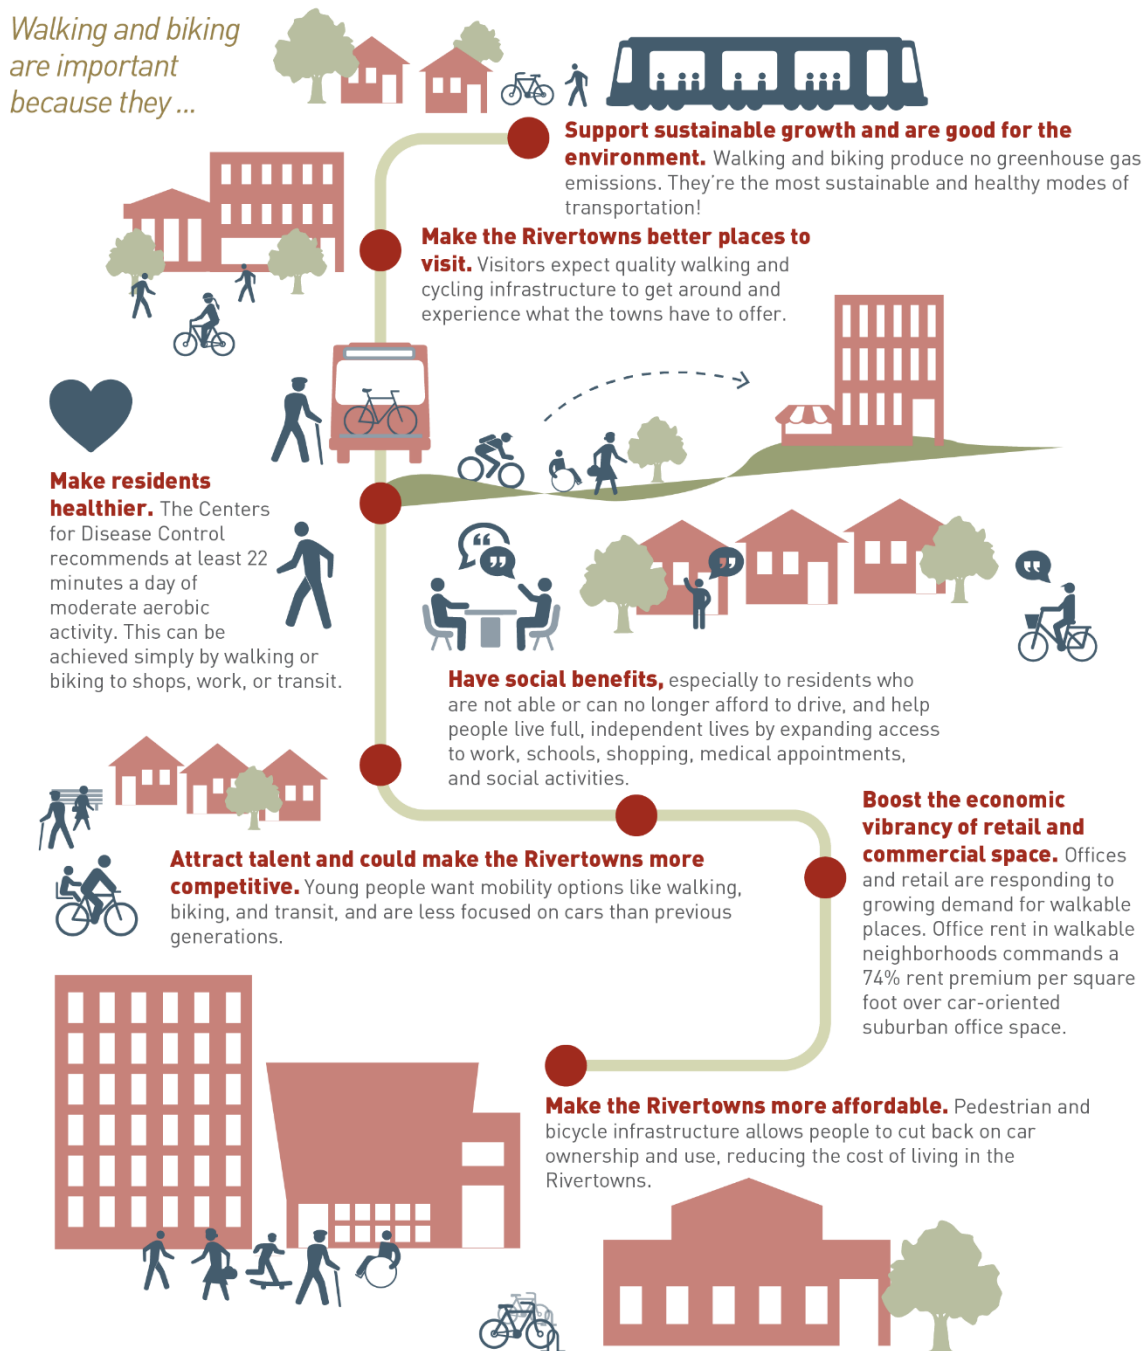 Walking and biking
are important
because they ...
Support sustainable growth and are good for the
environment. Walking and biking produce no greenhouse gas
emissions. They're the most sustainable and healthy modes of
transportation!
Make the Rivertowns better places to
visit. Visitors expect quality walking and
cycling infrastructure to get around and
experience what the towns have to offer.
Make residents
healthier. The Centers
for Disease Control
recommends at least 22
minutes a day of
moderate aerobic
activity. This can be
achieved simply by walking or
biking to shops, work, or transit.
Have social benefits, especially to residents who
are not able or can no longer afford to drive, and help
people live full, independent lives by expanding access
to work, schools, shopping, medical appointments,
and social activities.
Attract talent and could make the Rivertowns more
competitive. Young people want mobility options like walking,
biking, and transit, and are less focused on cars than previous
generations.
Boost the economic
vibrancy of retail and
commercial space. Offices
and retail are responding to
growing demand for walkable
places. Office rent in walkable
neighborhoods commands a
74% rent premium per square
foot over car-oriented
suburban office space.
Make the Rivertowns more affordable. Pedestrian and
bicycle infrastructure allows people to cut back on car
ownership and use, reducing the cost of living in the
Rivertowns.